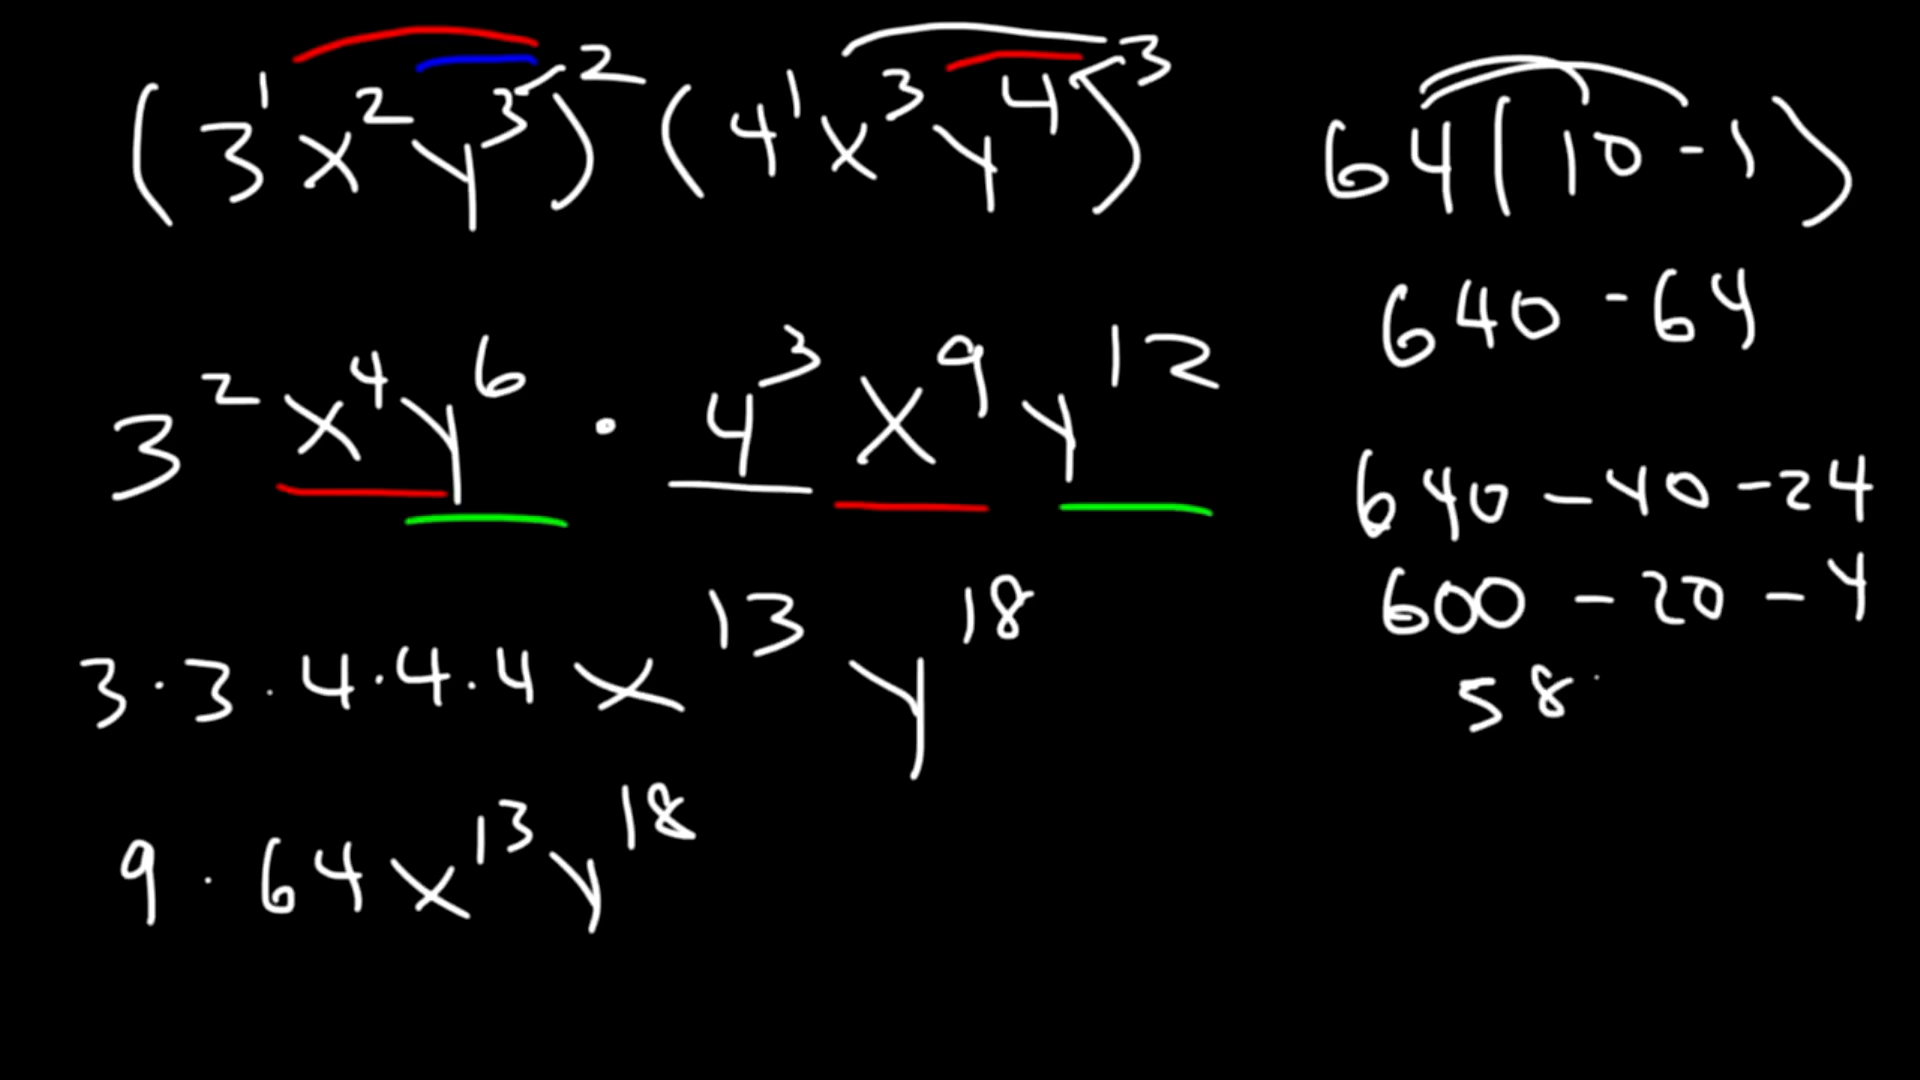 (3¹x²y³)²(4¹x³y⁴)³
3²x⁴y⁶ · 4³x⁹y¹²
3·3·4·4·4x¹³y¹⁸
9·64x¹³y¹⁸
64(10-1)
640-64
640-40-24
600-20-4
58